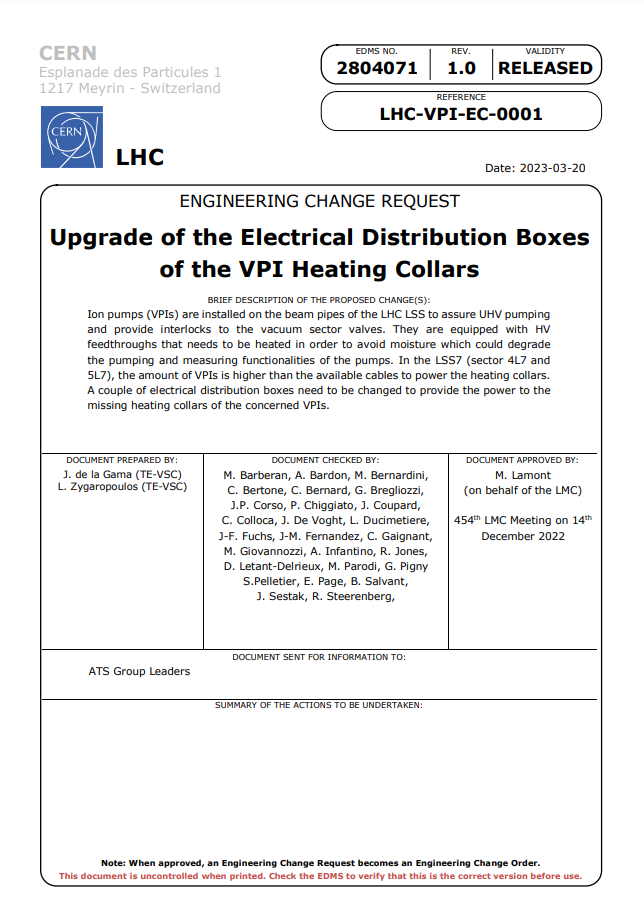 CERN
Esplanade des Particules 1
1217 Meyrin - Switzerland
EDMS NO. REV. VALIDITY
2804071 1.0 RELEASED
REFERENCE
LHC-VPI-EC-0001
CERN
LHC
Date: 2023-03-20
ENGINEERING CHANGE REQUEST
Upgrade of the Electrical Distribution Boxes
of the VPI Heating Collars
BRIEF DESCRIPTION OF THE PROPOSED CHANGE(S):
Ion pumps (VPIs) are installed on the beam pipes of the LHC LSS to assure UHV pumping
and provide interlocks to the vacuum sector valves. They are equipped with HV
feedthroughs that needs to be heated in order to avoid moisture which could degrade
the pumping and measuring functionalities of the pumps. In the LSS7 (sector 4L7 and
5L7), the amount of VPIs is higher than the available cables to power the heating collars.
A couple of electrical distribution boxes need to be changed to provide the power to the
missing heating collars of the concerned VPIs.
DOCUMENT PREPARED BY:
J. de la Gama (TE-VSC)
L. Zygaropoulos (TE-VSC)
DOCUMENT CHECKED BY:
M. Barberan, A. Bardon, M. Bernardini,
C. Bertone, C. Bernard, G. Bregliozzi,
J.P. Corso, P. Chiggiato, J. Coupard,
C. Colloca, J. De Voght, L. Ducimetiere,
J-F. Fuchs, J-M. Fernandez, C. Gaignant,
M. Giovannozzi, A. Infantino, R. Jones,
D. Letant-Delrieux, M. Parodi, G. Pigny
S.Pelletier, E. Page, B. Salvant,
J. Sestak, R. Steerenberg,
DOCUMENT APPROVED BY:
M. Lamont
(on behalf of the LMC)
454th LMC Meeting on 14th
December 2022
DOCUMENT SENT FOR INFORMATION TO:
ATS Group Leaders
SUMMARY OF THE ACTIONS TO BE UNDERTAKEN:
Note: When approved, an Engineering Change Request becomes an Engineering Change Order.
This document is uncontrolled when printed. Check the EDMS to verify that this is the correct version before use.